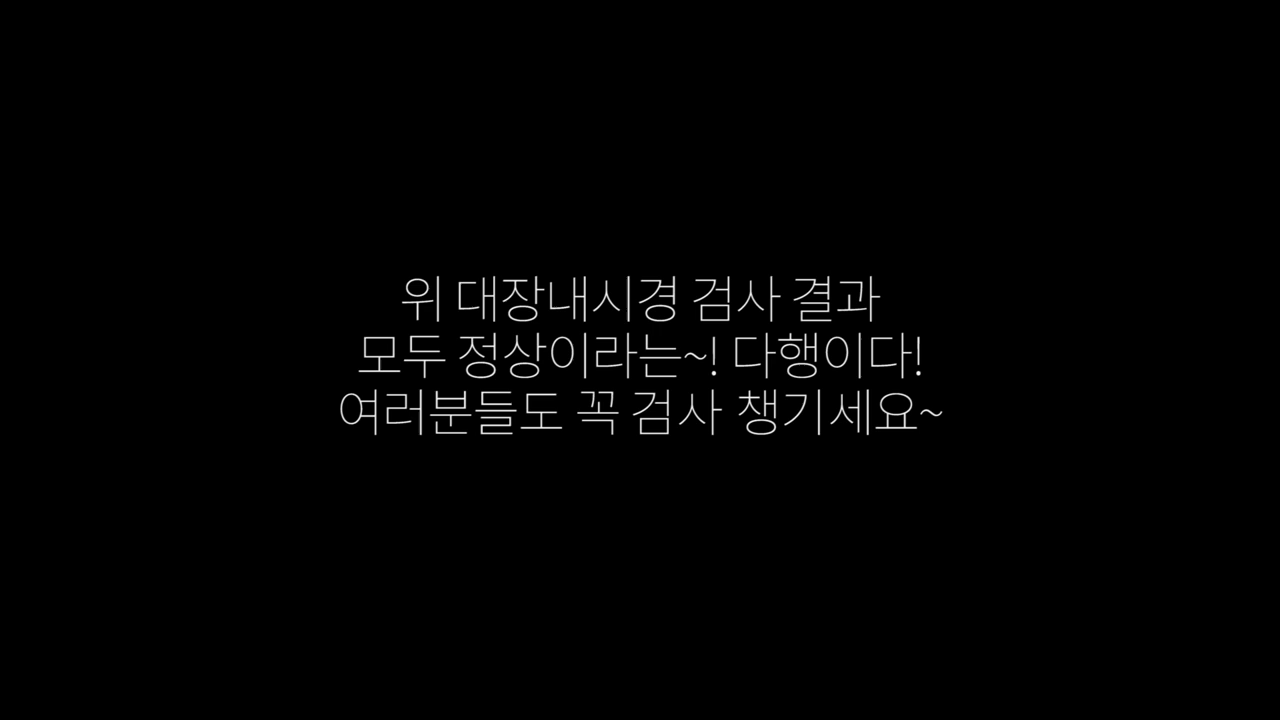 위 대장내시경 검사 결과
모두 정상이라는~! 다행이다!
여러분들도 꼭 검사 챙기세요~